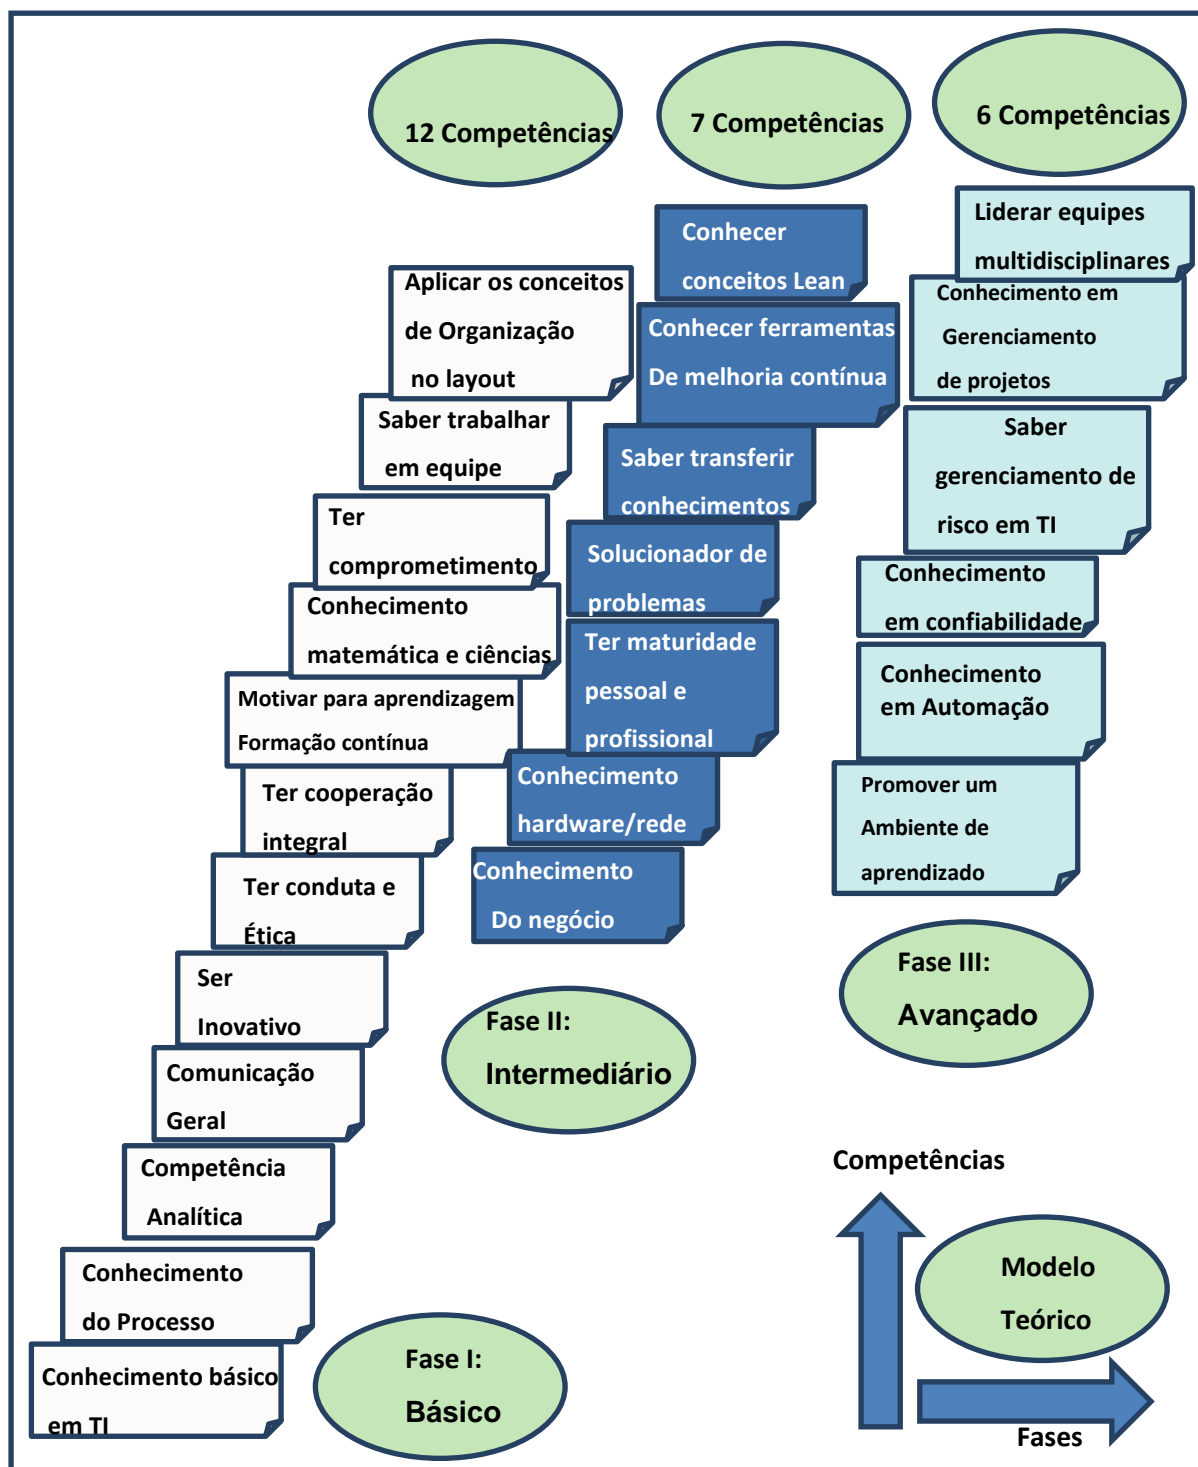 12 Competências
7 Competências
6 Competências
Aplicar os conceitos
de Organização
no layout
Saber trabalhar
em equipe
Ter
comprometimento
Conhecimento
matemática e ciências
Motivar para aprendizagem
Formação contínua
Ter cooperação
integral
Ter conduta e
Ética
Ser
Inovativo
Comunicação
Geral
Competência
Analítica
Conhecimento
do Processo
Conhecimento básico
em TI
Fase I:
Básico
Conhecer
conceitos Lean
Conhecer ferramentas
De melhoria contínua
Saber transferir
conhecimentos
Solucionador de
problemas
Ter maturidade
pessoal e
profissional
Conhecimento
hardware/rede
Conhecimento
Do negócio
Fase II:
Intermediário
Liderar equipes
multidisciplinares
Conhecimento em
Gerenciamento
de projetos
Saber
gerenciamento de
risco em TI
Conhecimento
em confiabilidade
Conhecimento
em Automação
Promover um
Ambiente de
aprendizado
Fase III:
Avançado
Competências
Modelo
Teórico
Fases